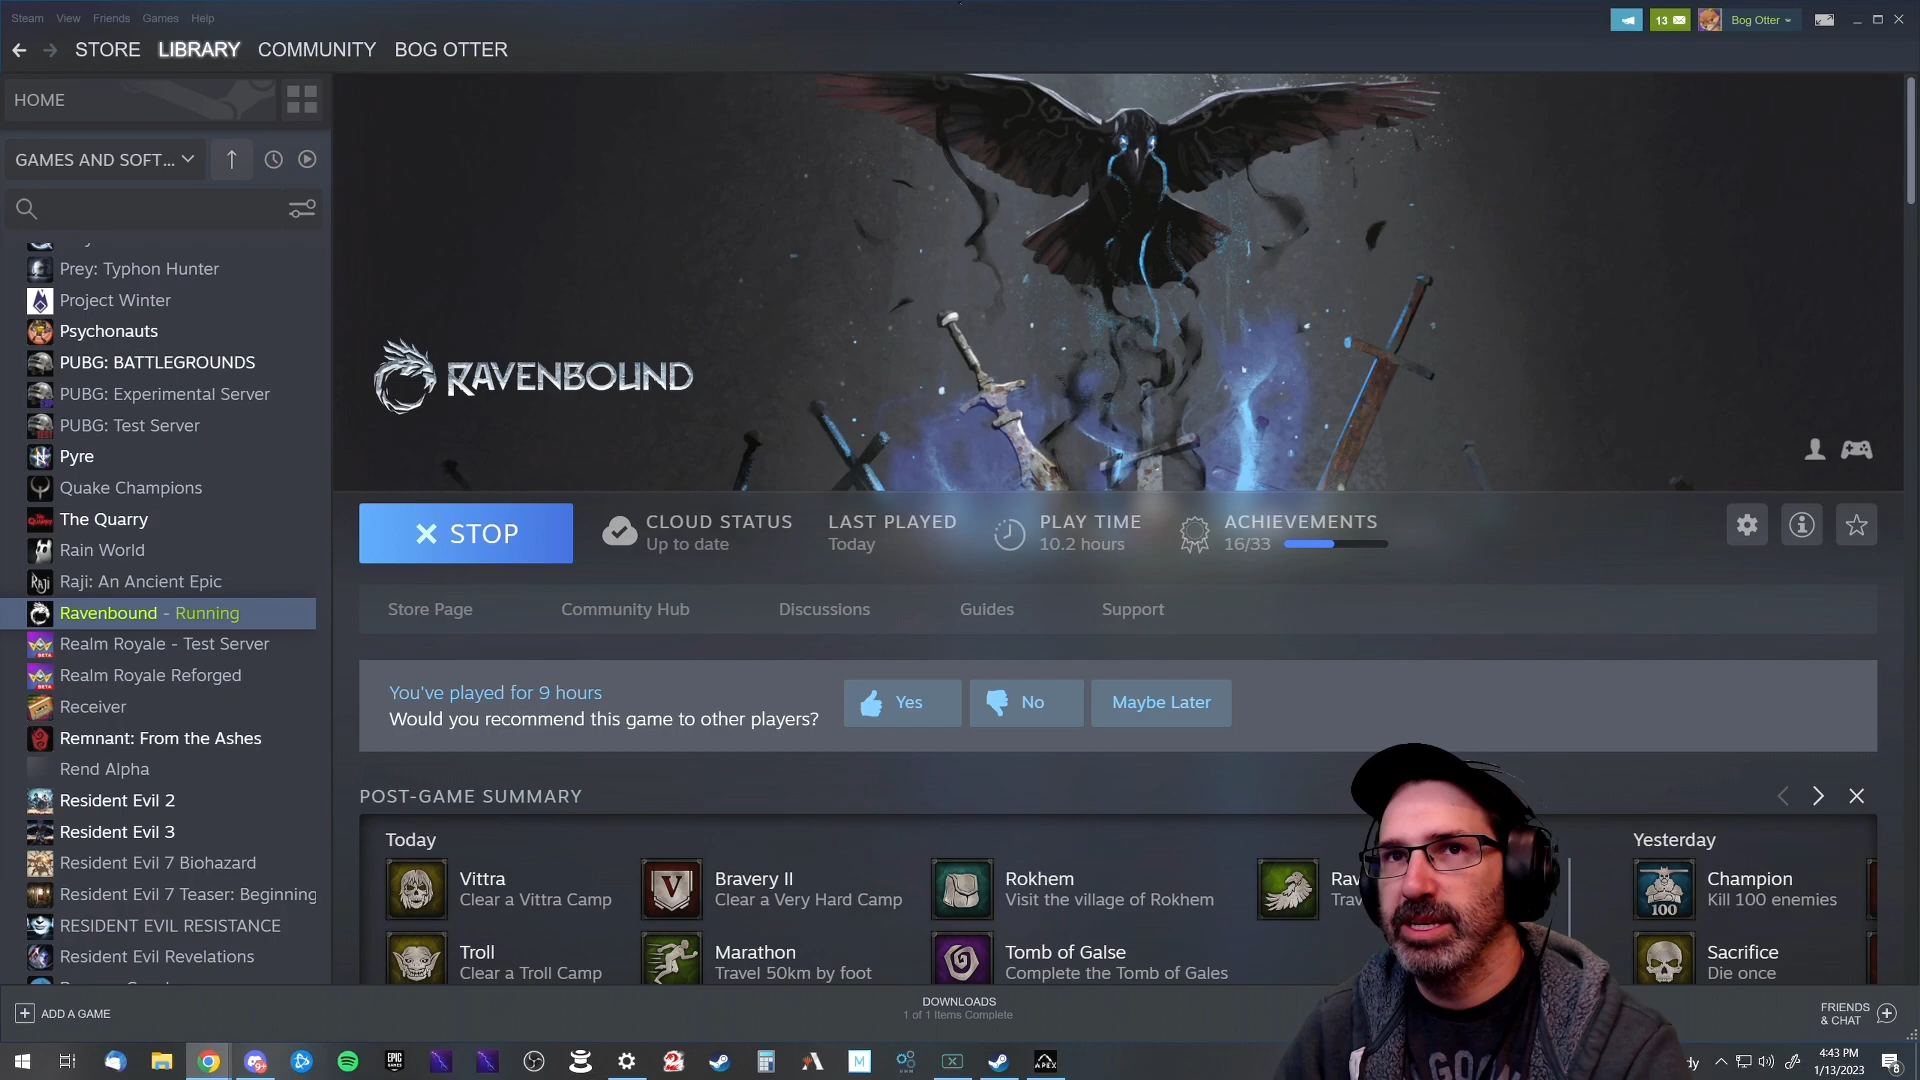 Steam View Friends Games Help
13 Bog Otter
STORE LIBRARY COMMUNITY BOG OTTER
HOME
GAMES AND SOFT...
Prey: Typhon Hunter
Project Winter
Psychonauts
PUBG: BATTLEGROUNDS
PUBG: Experimental Server
PUBG: Test Server
Pyre
Quake Champions
The Quarry
Rain World
Raji: An Ancient Epic
Ravenbound - Running
Realm Royale - Test Server
Realm Royale Reforged
Receiver
Remnant: From the Ashes
Rend Alpha
Resident Evil 2
Resident Evil 3
Resident Evil 7 Biohazard
Resident Evil 7 Teaser: Beginning
RESIDENT EVIL RESISTANCE
Resident Evil Revelations
RAVENBOUND
STOP
CLOUD STATUS
Up to date
LAST PLAYED
Today
PLAY TIME
10.2 hours
ACHIEVEMENTS
16/33
Store Page Community Hub Discussions Guides Support
You've played for 9 hours
Would you recommend this game to other players?
Yes No Maybe Later
POST-GAME SUMMARY
Today
Vittra
Clear a Vittra Camp
V
Bravery II
Clear a Very Hard Camp
Rokhem
Visit the village of Rokhem
Rav
Trav
Troll
Clear a Troll Camp
Marathon
Travel 50km by foot
Tomb of Galse
Complete the Tomb of Gales
Yesterday
100
Champion
Kill 100 enemies
Sacrifice
Die once
ADD A GAME
DOWNLOADS
1 of 1 Items Complete
FRIENDS
& CHAT
4:43 PM
1/13/2023
8